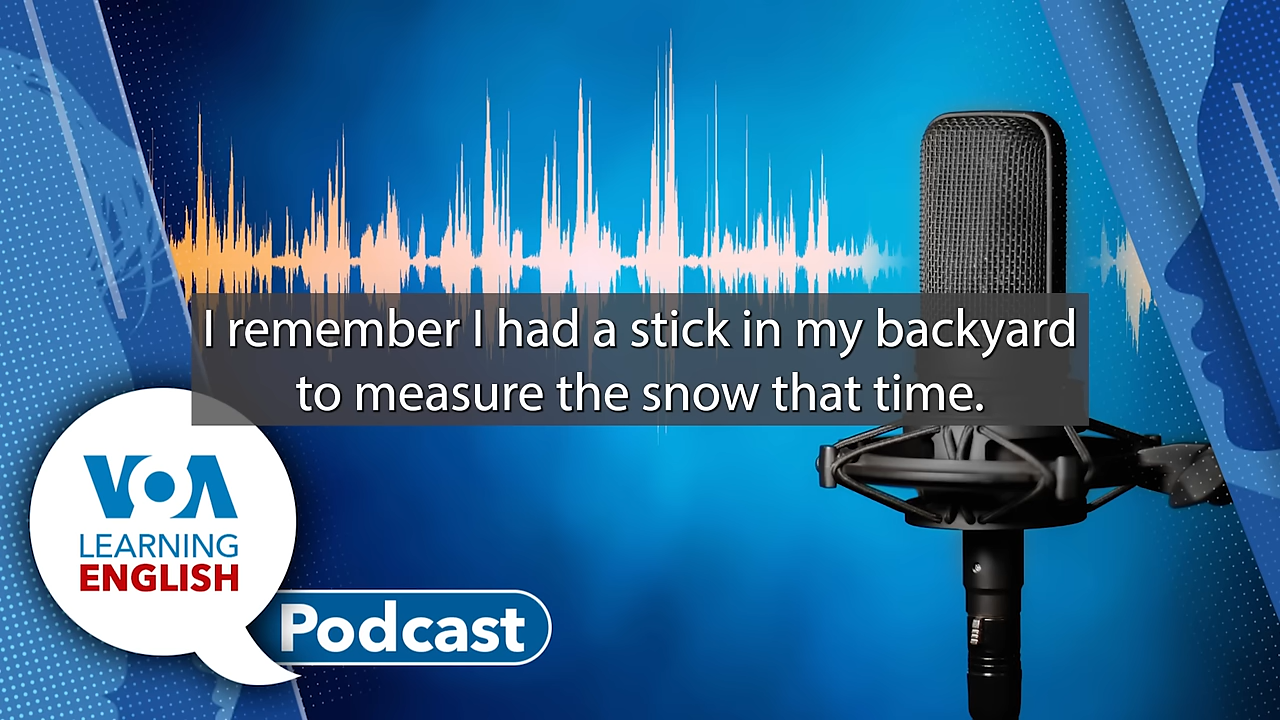 I remember I had a stick in my backyard
to measure the snow that time.
VOA
LEARNING
ENGLISH
Podcast